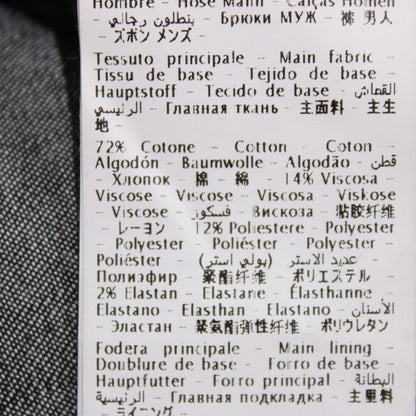 Hombre - Hose Mann - Calças Homen
- بنطلون رجالي - Брюки МУЖ - 裤 男人
- ズボン メンズ -
Tessuto principale - Main fabric -
Tissu de base - Tejido de base -
Hauptstoff - Tecido de base - القماش
الرئيسي - Главная ткань - 主面料 - 主生
地 -
72% Cotone - Cotton - Coton -
Algodón - Baumwolle - Algodão - قطن
- Хлопок 棉 - 綿 - 14% Viscosa -
Viscose - Viscose - Viscosa - Viskose
- Viscose - فسكوز - Вискоза - 粘胶纤维
- レーヨン 12% Poliestere - Polyester
- Polyester - Poliéster - Polyester -
Poliéster - عديد الاستر (بولي استر) -
Полиэфир - 聚酯纤维 - ポリエステル
2% Elastan - Elastane - Élasthanne -
Elastano - Elasthan - Elastano - الأستان
- Эластан - 聚氨酯弹性纤维 - ポリウレタン
Fodera principale - Main lining -
Doublure de base - Forro de base -
Hauptfutter - Forro principal - البطانة
الرئيسية - Главная подкладка - 主里料
- ライニング -